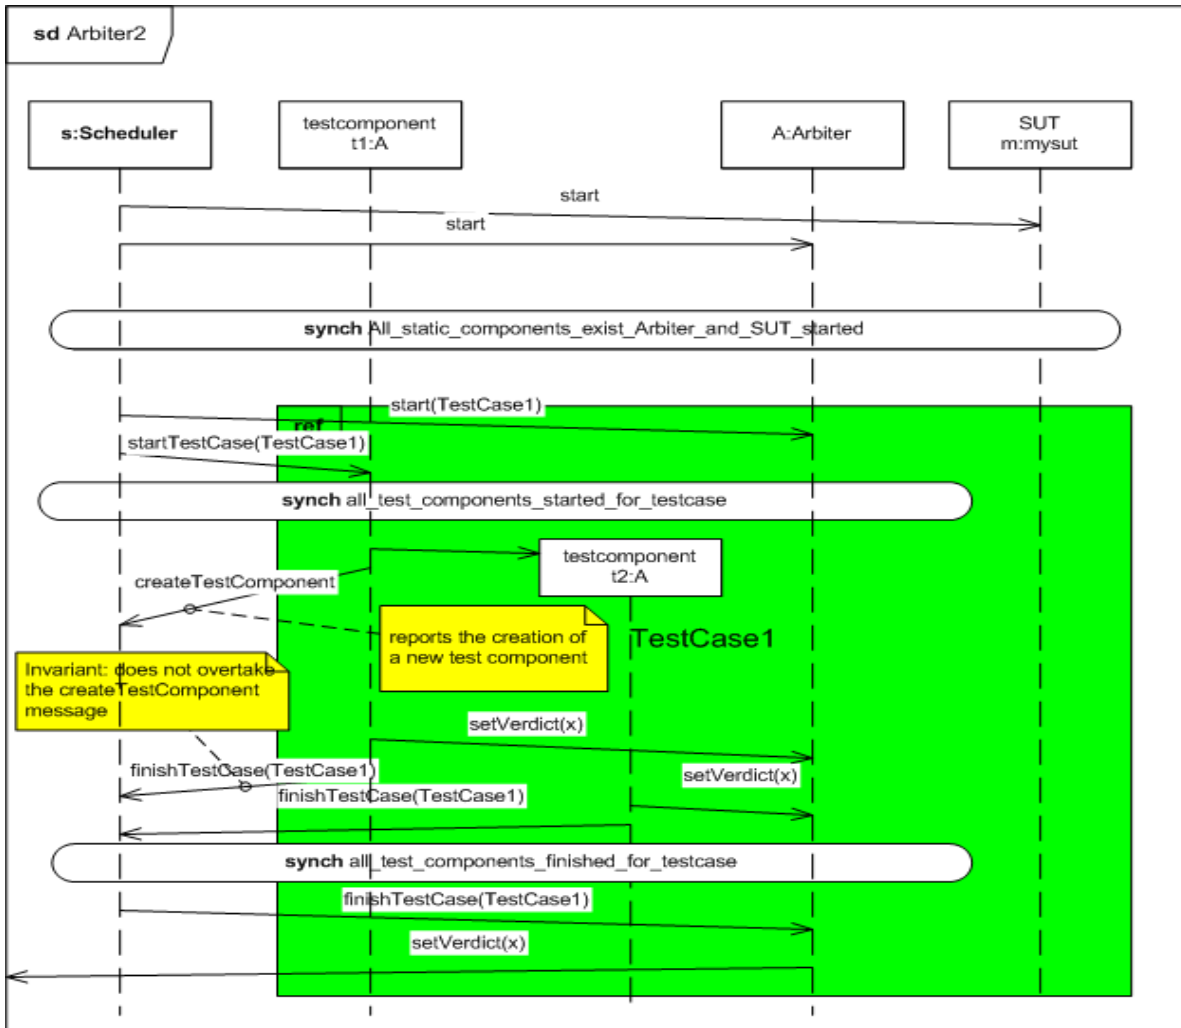 sd Arbiter2
s:Scheduler
testcomponent
t1:A
A:Arbiter
SUT
m:mysut
start
start
synch All_static_components_exist_Arbiter_and_SUT_started
start(TestCase1)
ref
startTestCase(TestCase1)
synch all_test_components_started_for_testcase
testcomponent
t2:A
createTestComponent
reports the creation of
a new test component
TestCase1
Invariant: does not overtake
the createTestComponent
message
setVerdict(x)
finishTestCase(TestCase1)
setVerdict(x)
finishTestCase(TestCase1)
synch all_test_components_finished_for_testcase
finishTestCase(TestCase1)
setVerdict(x)